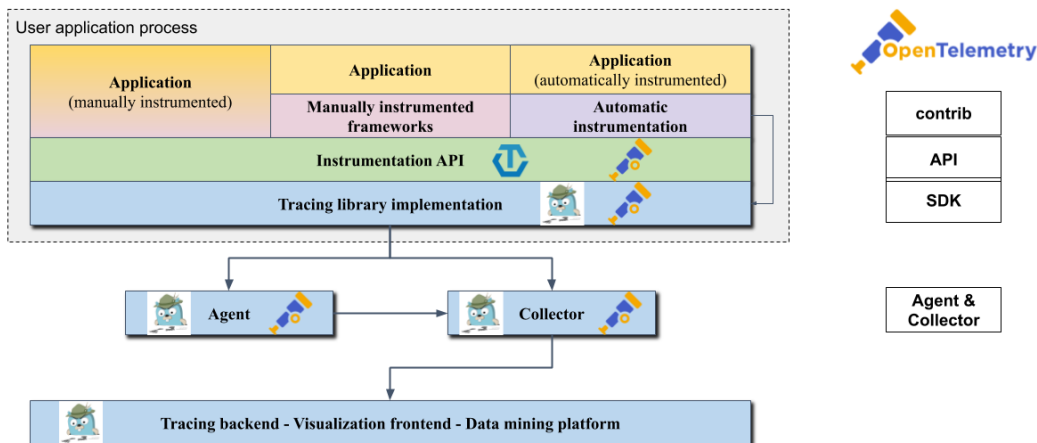 User application process
OpenTelemetry
Application
(manually instrumented)
Application
Application
(automatically instrumented)
Manually instrumented
frameworks
Automatic
instrumentation
contrib
Instrumentation API
API
Tracing library implementation
SDK
Agent
Collector
Agent &
Collector
Tracing backend - Visualization frontend - Data mining platform